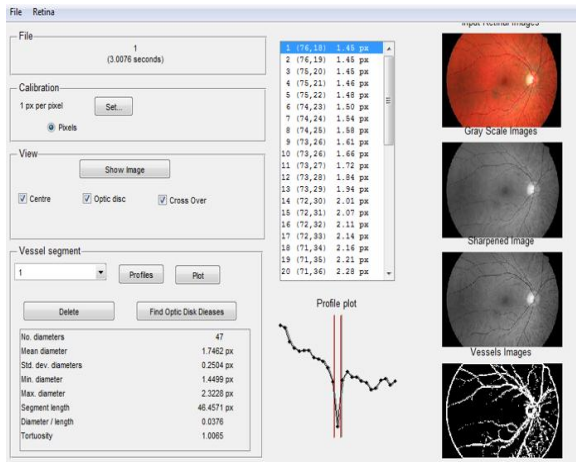 File Retina
File
1
(3.0076 seconds)
Calibration
1 px per pixel
Set...
Pixels
View
Show Image
Centre
Optic disc
Cross Over
Vessel segment
1
Profiles
Plot
Delete
Find Optic Disk Dieases
No. diameters 47
Mean diameter 1.7462 px
Std. dev. diameters 0.2504 px
Min. diameter 1.4499 px
Max. diameter 2.3228 px
Segment length 46.4571 px
Diameter / length 0.0376
Tortuosity 1.0065
1 (76,18) 1.45 px
2 (76,19) 1.45 px
3 (75,20) 1.45 px
4 (75,21) 1.46 px
5 (75,22) 1.48 px
6 (74,23) 1.50 px
7 (74,24) 1.54 px
8 (74,25) 1.58 px
9 (73,26) 1.61 px
10 (73,26) 1.66 px
11 (73,27) 1.72 px
12 (73,28) 1.84 px
13 (73,29) 1.94 px
14 (72,30) 2.01 px
15 (72,31) 2.07 px
16 (72,32) 2.11 px
17 (72,33) 2.14 px
18 (71,34) 2.16 px
19 (71,35) 2.21 px
20 (71,36) 2.28 px
Profile plot
Input Retinal Images
Gray Scale Images
Sharpened Image
Vessels Images